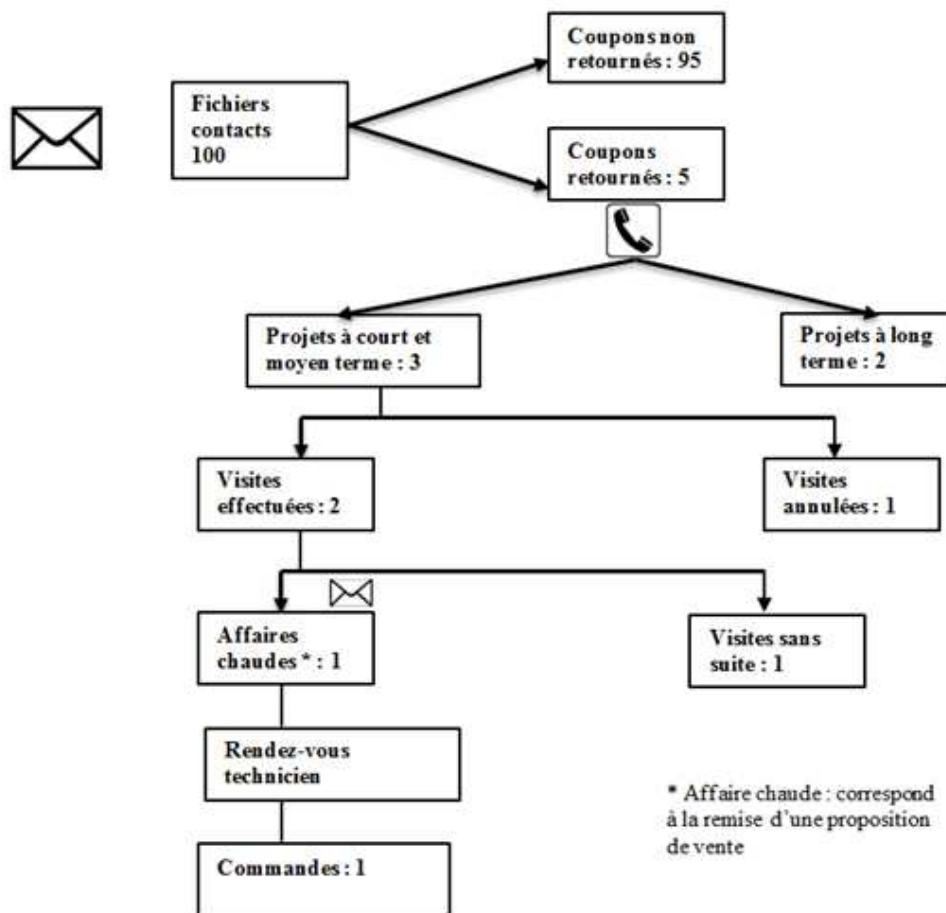 Coupons non
retournés : 95
Fichiers
contacts
100
Coupons
retournés : 5
Projets à court et
moyen terme : 3
Projets à long
terme : 2
Visites
effectuées : 2
Visites
annulées : 1
Affaires
chaudes * : 1
Visites sans
suite : 1
Rendez-vous
technicien
* Affaire chaude : correspond
à la remise d’une proposition
de vente
Commandes : 1